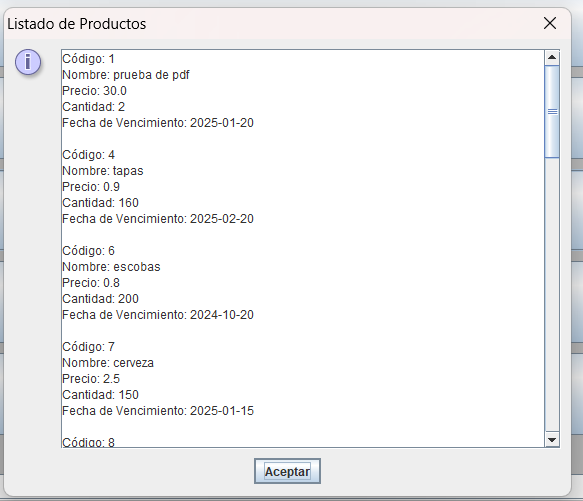 Listado de Productos
Código: 1
Nombre: prueba de pdf
Precio: 30.0
Cantidad: 2
Fecha de Vencimiento: 2025-01-20
Código: 4
Nombre: tapas
Precio: 0.9
Cantidad: 160
Fecha de Vencimiento: 2025-02-20
Código: 6
Nombre: escobas
Precio: 0.8
Cantidad: 200
Fecha de Vencimiento: 2024-10-20
Código: 7
Nombre: cerveza
Precio: 2.5
Cantidad: 150
Fecha de Vencimiento: 2025-01-15
Código: 8
Aceptar